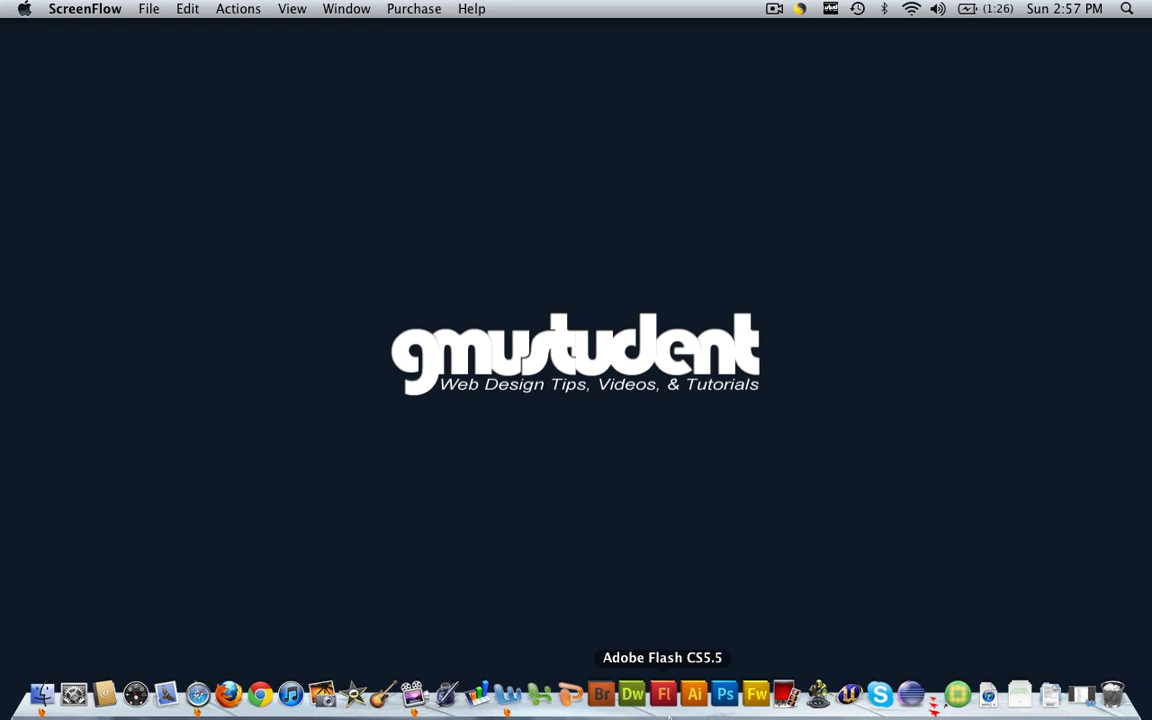 ScreenFlow File Edit Actions View Window Purchase Help (1:26) Sun 2:57 PM
gmustudent
Web Design Tips, Videos, & Tutorials
Adobe Flash CS5.5
Br Dw Fl Ai Ps Fw